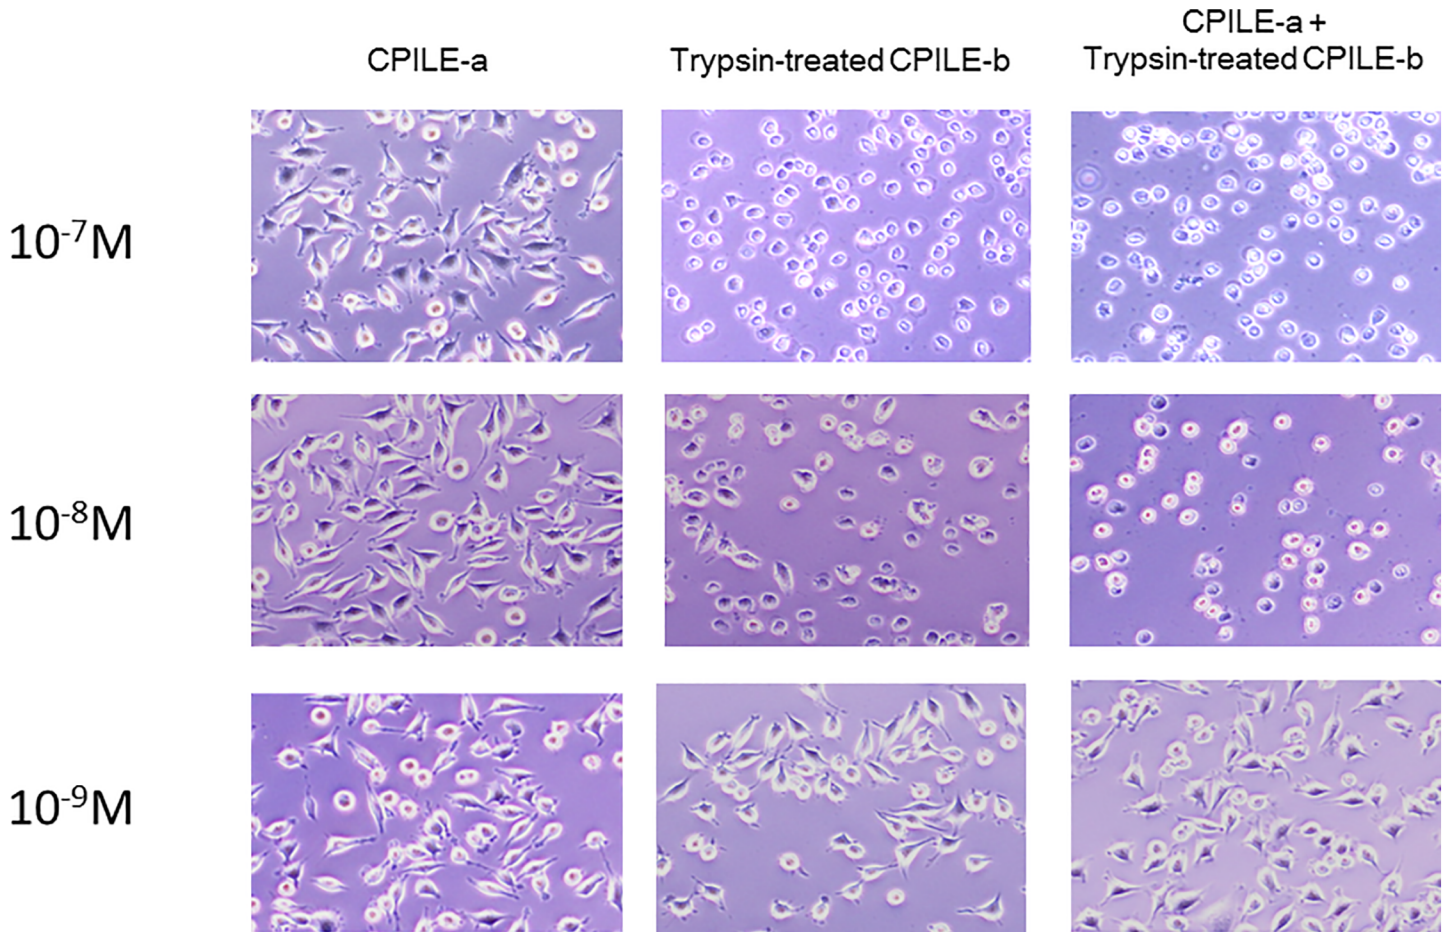 CPILE-a
Trypsin-treated CPILE-b
CPILE-a +
Trypsin-treated CPILE-b
10⁻⁷M
10⁻⁸M
10⁻⁹M